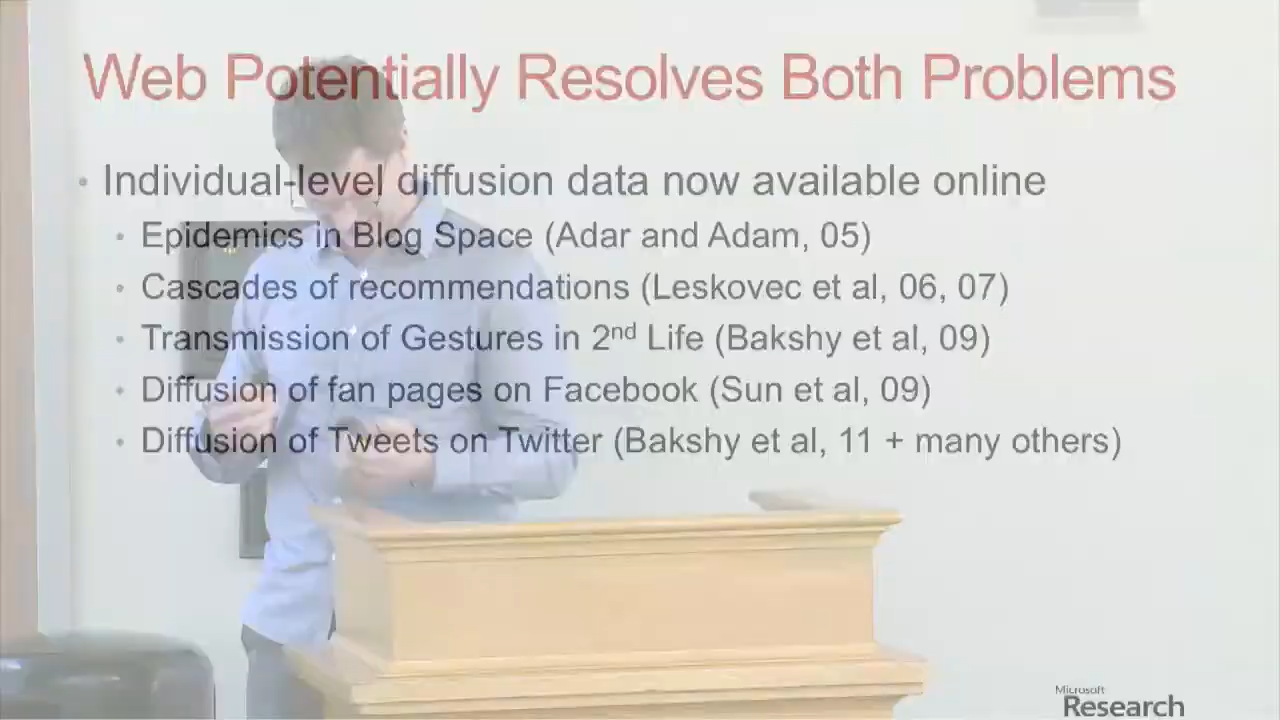 Web Potentially Resolves Both Problems
• Individual-level diffusion data now available online
• Epidemics in Blog Space (Adar and Adam, 05)
• Cascades of recommendations (Leskovec et al, 06, 07)
• Transmission of Gestures in 2nd Life (Bakshy et al, 09)
• Diffusion of fan pages on Facebook (Sun et al, 09)
• Diffusion of Tweets on Twitter (Bakshy et al, 11 + many others)
Microsoft
Research